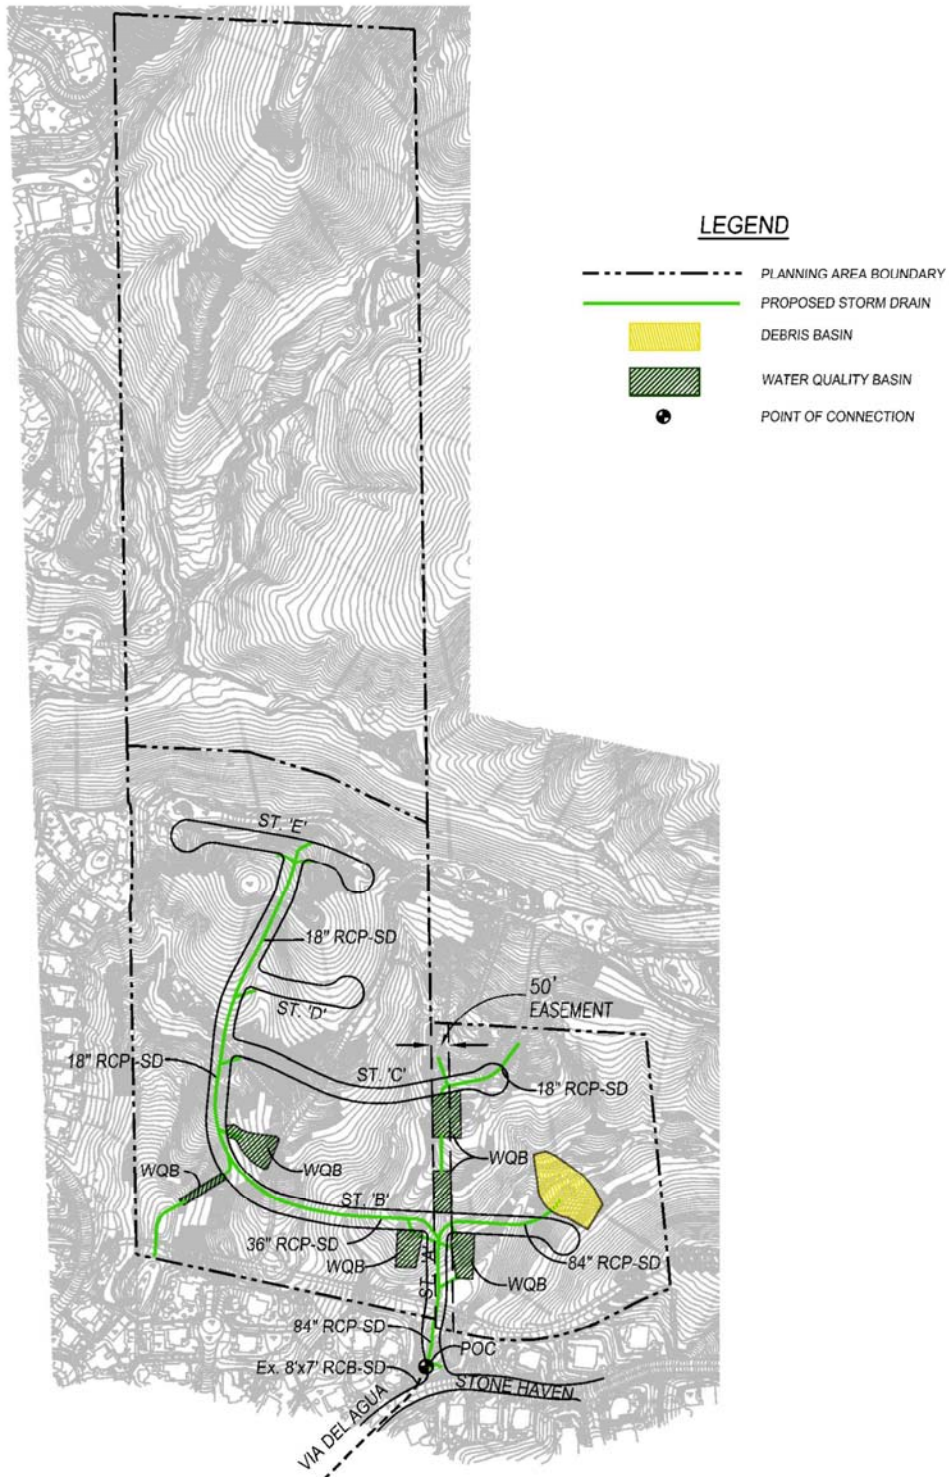 LEGEND
PLANNING AREA BOUNDARY
PROPOSED STORM DRAIN
DEBRIS BASIN
WATER QUALITY BASIN
POINT OF CONNECTION
ST. 'E'
18" RCP-SD
50'
EASEMENT
ST. 'D'
18" RCP-SD
ST. 'C'
18" RCP-SD
WQB
WQB
WQB
ST. 'B'
36" RCP-SD
84" RCP-SD
WQB
WQB
ST. 'A'
84" RCP-SD
POC
Ex. 8'x7' RCB-SD
STONE HAVEN
VIA DEL AGUA